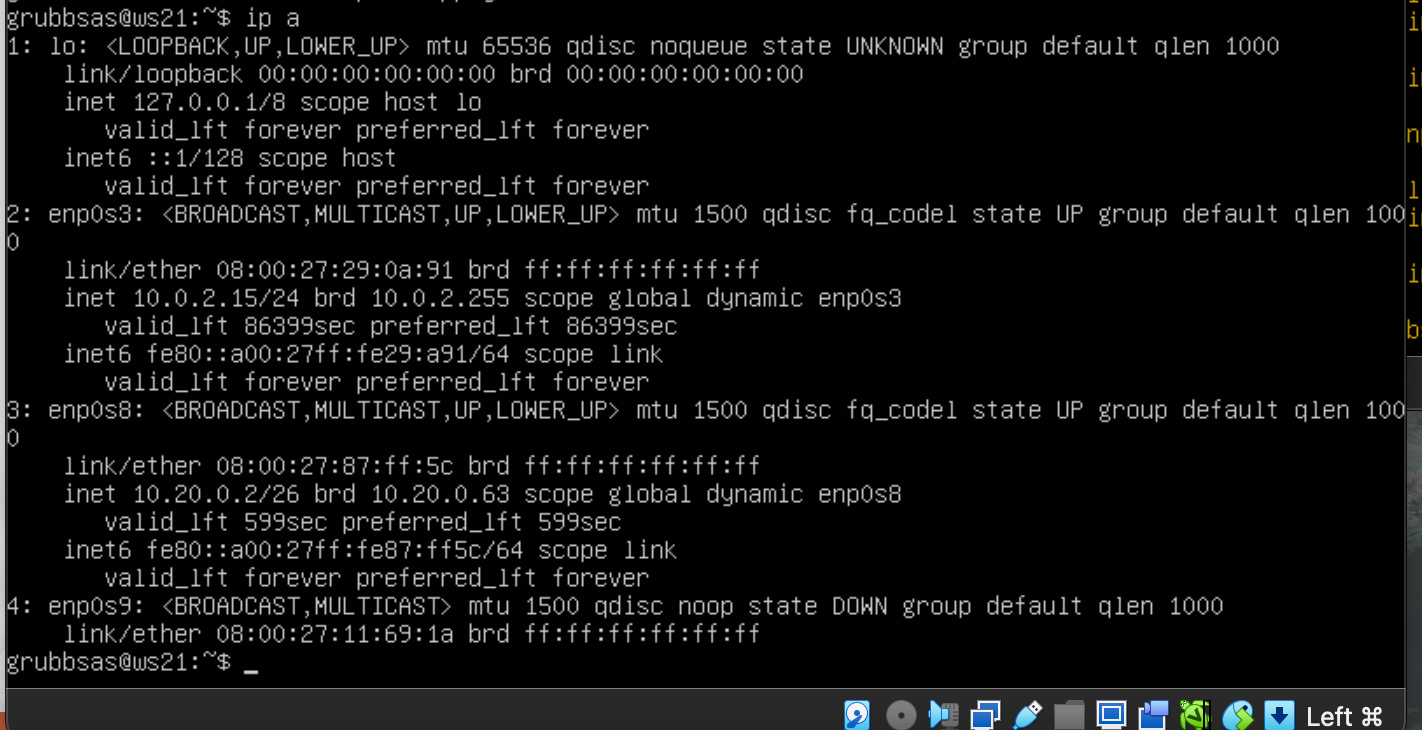 grubbsas@ws21:~$ ip a
1: lo: <LOOPBACK,UP,LOWER_UP> mtu 65536 qdisc noqueue state UNKNOWN group default qlen 1000
    link/loopback 00:00:00:00:00:00 brd 00:00:00:00:00:00
    inet 127.0.0.1/8 scope host lo
       valid_lft forever preferred_lft forever
    inet6 ::1/128 scope host
       valid_lft forever preferred_lft forever
2: enp0s3: <BROADCAST,MULTICAST,UP,LOWER_UP> mtu 1500 qdisc fq_codel state UP group default qlen 100
0
    link/ether 08:00:27:29:0a:91 brd ff:ff:ff:ff:ff:ff
    inet 10.0.2.15/24 brd 10.0.2.255 scope global dynamic enp0s3
       valid_lft 86399sec preferred_lft 86399sec
    inet6 fe80::a00:27ff:fe29:a91/64 scope link
       valid_lft forever preferred_lft forever
3: enp0s8: <BROADCAST,MULTICAST,UP,LOWER_UP> mtu 1500 qdisc fq_codel state UP group default qlen 100
0
    link/ether 08:00:27:87:ff:5c brd ff:ff:ff:ff:ff:ff
    inet 10.20.0.2/26 brd 10.20.0.63 scope global dynamic enp0s8
       valid_lft 599sec preferred_lft 599sec
    inet6 fe80::a00:27ff:fe87:ff5c/64 scope link
       valid_lft forever preferred_lft forever
4: enp0s9: <BROADCAST,MULTICAST> mtu 1500 qdisc noop state DOWN group default qlen 1000
    link/ether 08:00:27:11:69:1a brd ff:ff:ff:ff:ff:ff
grubbsas@ws21:~$ _
Left ⌘